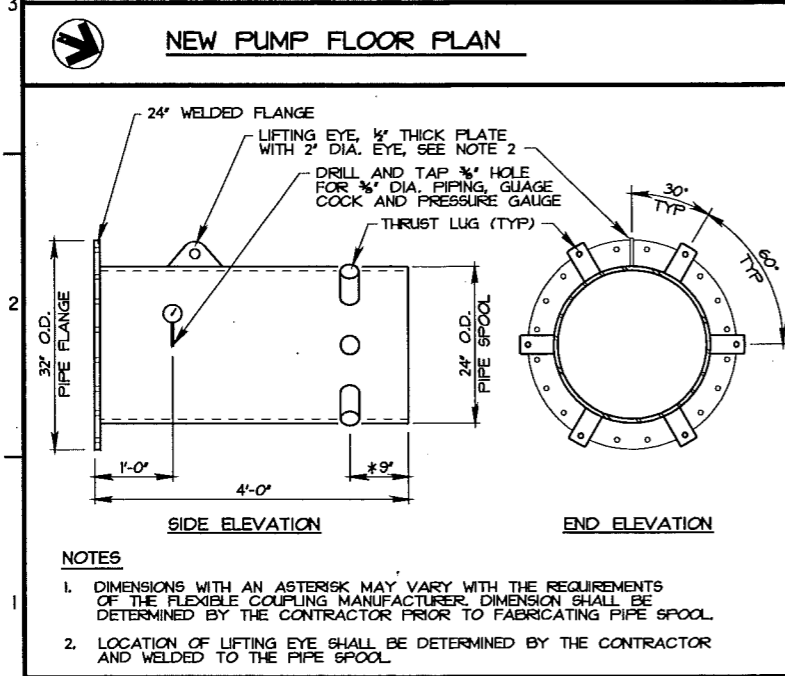 3
NEW PUMP FLOOR PLAN
24" WELDED FLANGE
LIFTING EYE, ½" THICK PLATE
WITH 2" DIA. EYE, SEE NOTE 2
DRILL AND TAP ⅜" HOLE
FOR ⅜" DIA. PIPING, GUAGE
COCK AND PRESSURE GAUGE
THRUST LUG (TYP)
30°
TYP
60°
TYP
2
32" O.D.
PIPE FLANGE
24" O.D.
PIPE SPOOL
1'-0"
*9"
4'-0"
SIDE ELEVATION
END ELEVATION
NOTES
1
1. DIMENSIONS WITH AN ASTERISK MAY VARY WITH THE REQUIREMENTS
OF THE FLEXIBLE COUPLING MANUFACTURER. DIMENSION SHALL BE
DETERMINED BY THE CONTRACTOR PRIOR TO FABRICATING PIPE SPOOL.
2. LOCATION OF LIFTING EYE SHALL BE DETERMINED BY THE CONTRACTOR
AND WELDED TO THE PIPE SPOOL